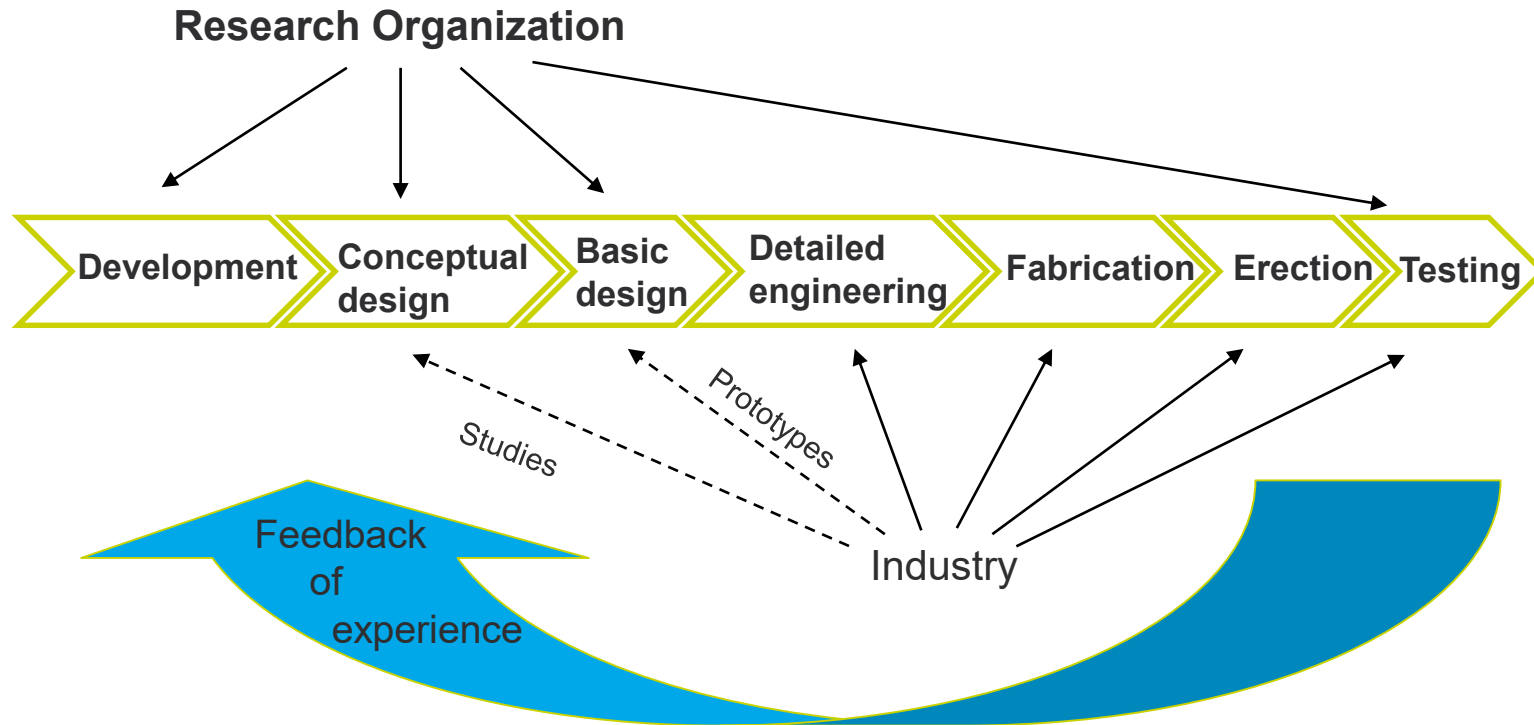 Research Organization
Development
Conceptual
design
Basic
design
Detailed
engineering
Fabrication
Erection
Testing
Studies
Prototypes
Industry
Feedback
of
experience